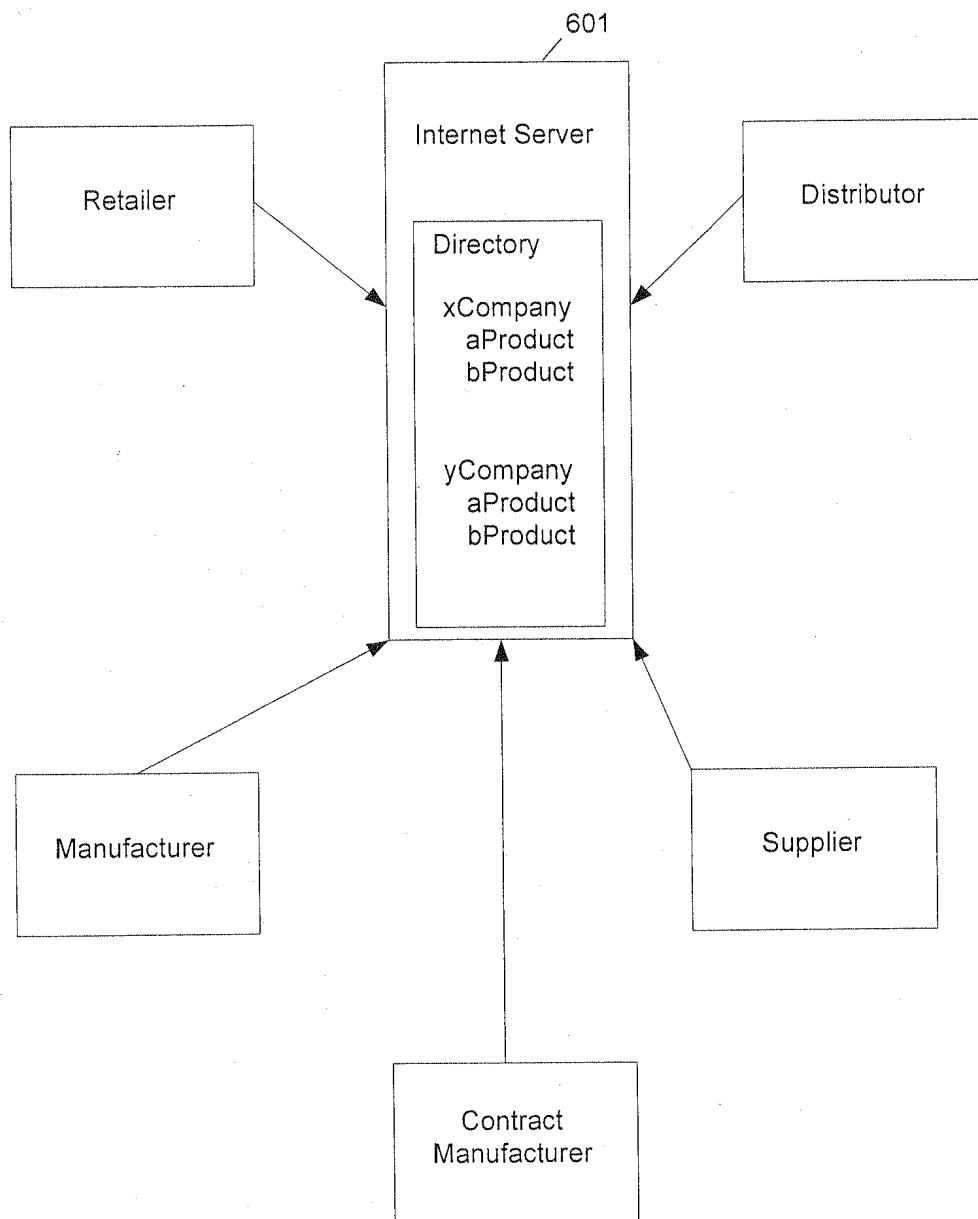 601
Internet Server
Retailer
Distributor
Directory
xCompany
aProduct
bProduct
yCompany
aProduct
bProduct
Manufacturer
Supplier
Contract
Manufacturer